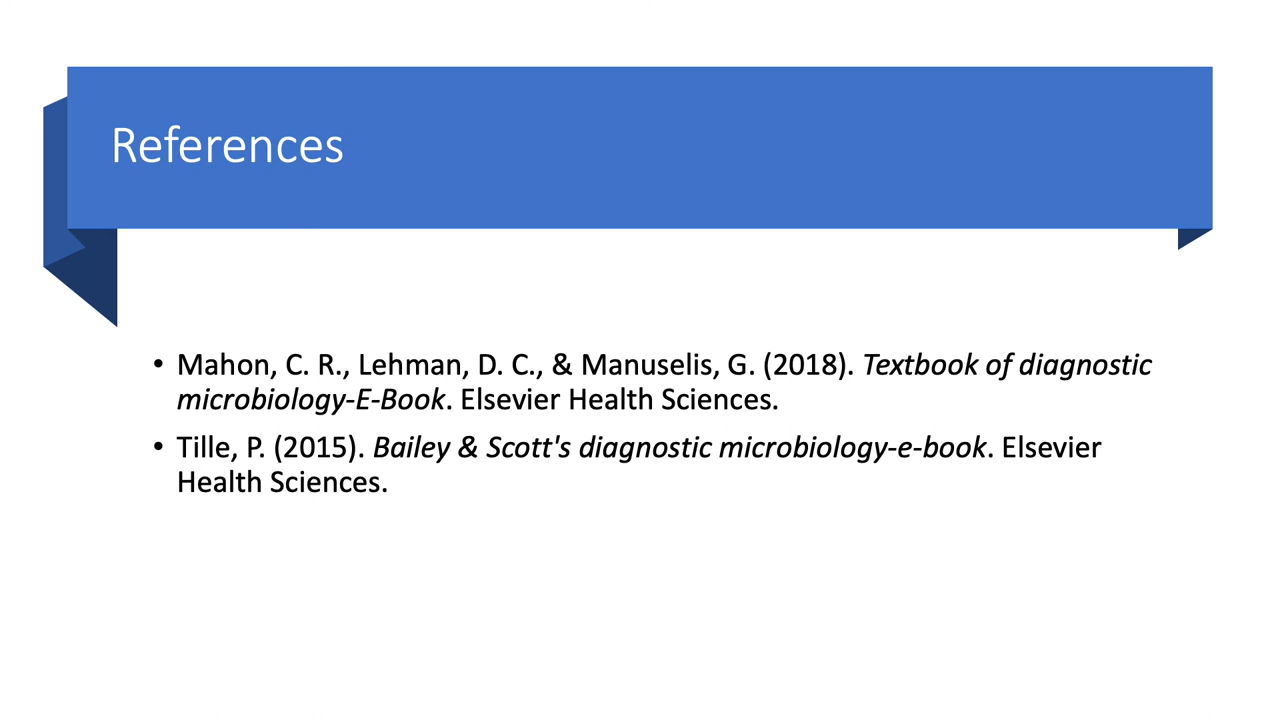 References
• Mahon, C. R., Lehman, D. C., & Manuselis, G. (2018). Textbook of diagnostic
microbiology-E-Book. Elsevier Health Sciences.
• Tille, P. (2015). Bailey & Scott's diagnostic microbiology-e-book. Elsevier
Health Sciences.